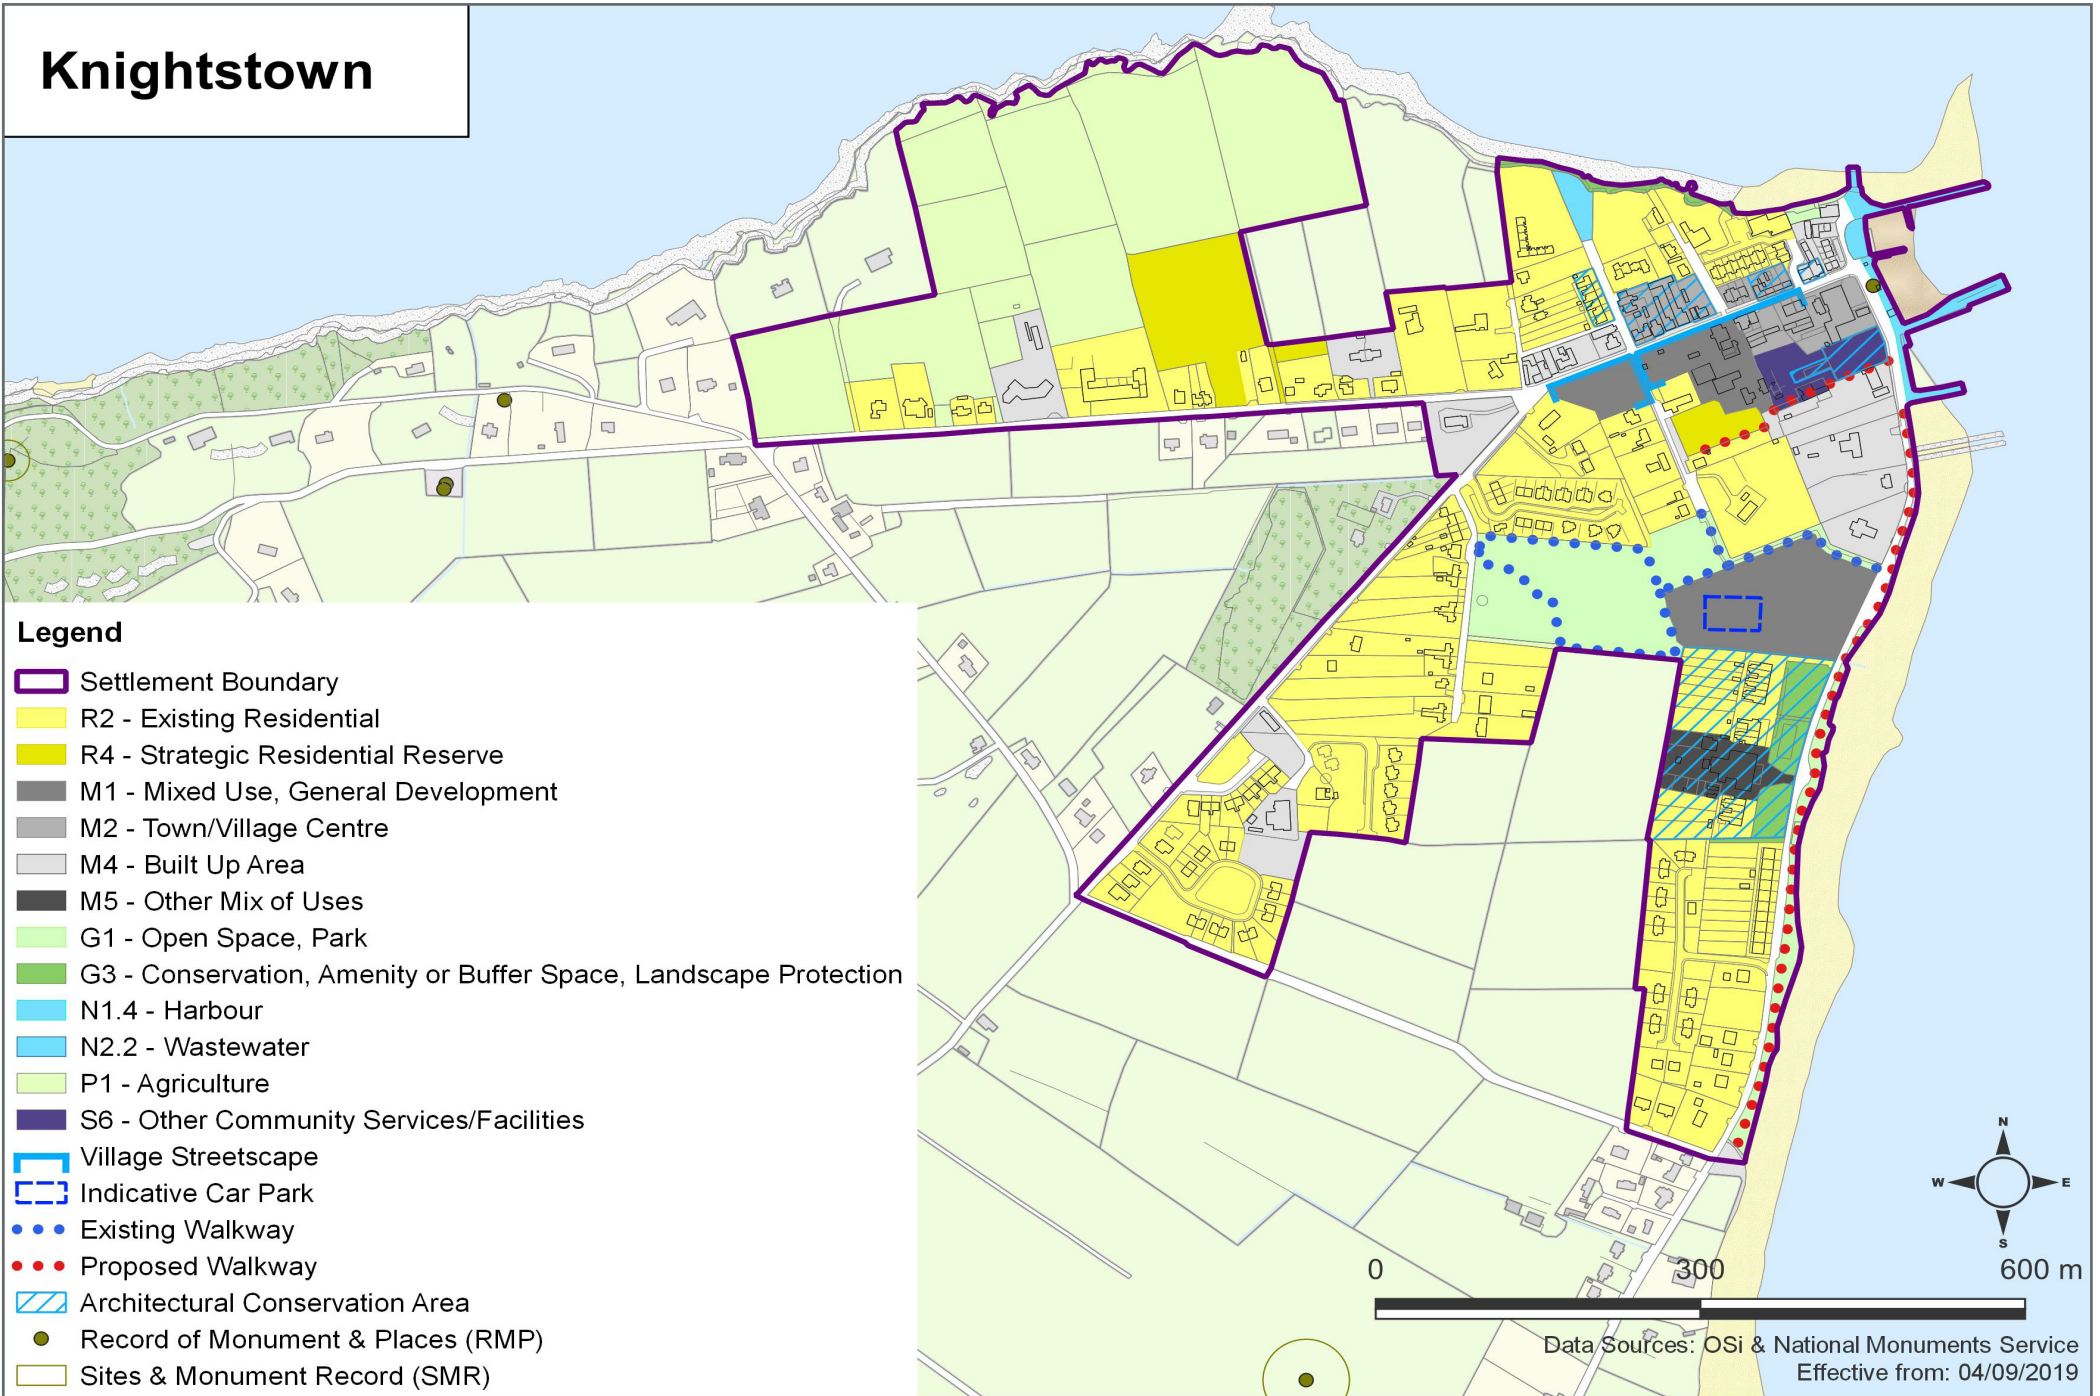 Knightstown
Legend
Settlement Boundary
R2 - Existing Residential
R4 - Strategic Residential Reserve
M1 - Mixed Use, General Development
M2 - Town/Village Centre
M4 - Built Up Area
M5 - Other Mix of Uses
G1 - Open Space, Park
G3 - Conservation, Amenity or Buffer Space, Landscape Protection
N1.4 - Harbour
N2.2 - Wastewater
P1 - Agriculture
S6 - Other Community Services/Facilities
Village Streetscape
Indicative Car Park
Existing Walkway
Proposed Walkway
Architectural Conservation Area
Record of Monument & Places (RMP)
Sites & Monument Record (SMR)
N
W E
S
0 300 600 m
Data Sources: OSi & National Monuments Service
Effective from: 04/09/2019